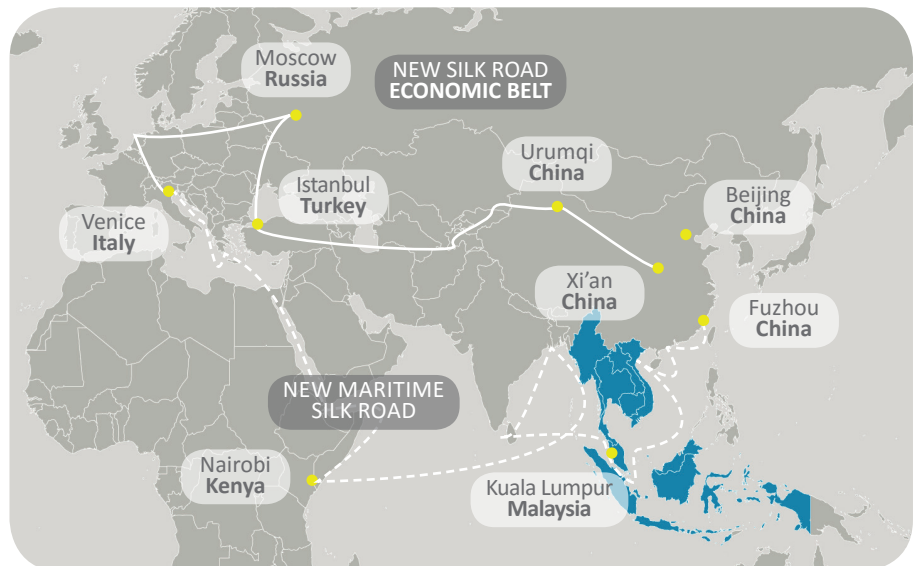 Moscow
Russia
NEW SILK ROAD
ECONOMIC BELT
Urumqi
China
Istanbul
Turkey
Beijing
China
Venice
Italy
Xi’an
China
Fuzhou
China
NEW MARITIME
SILK ROAD
Nairobi
Kenya
Kuala Lumpur
Malaysia